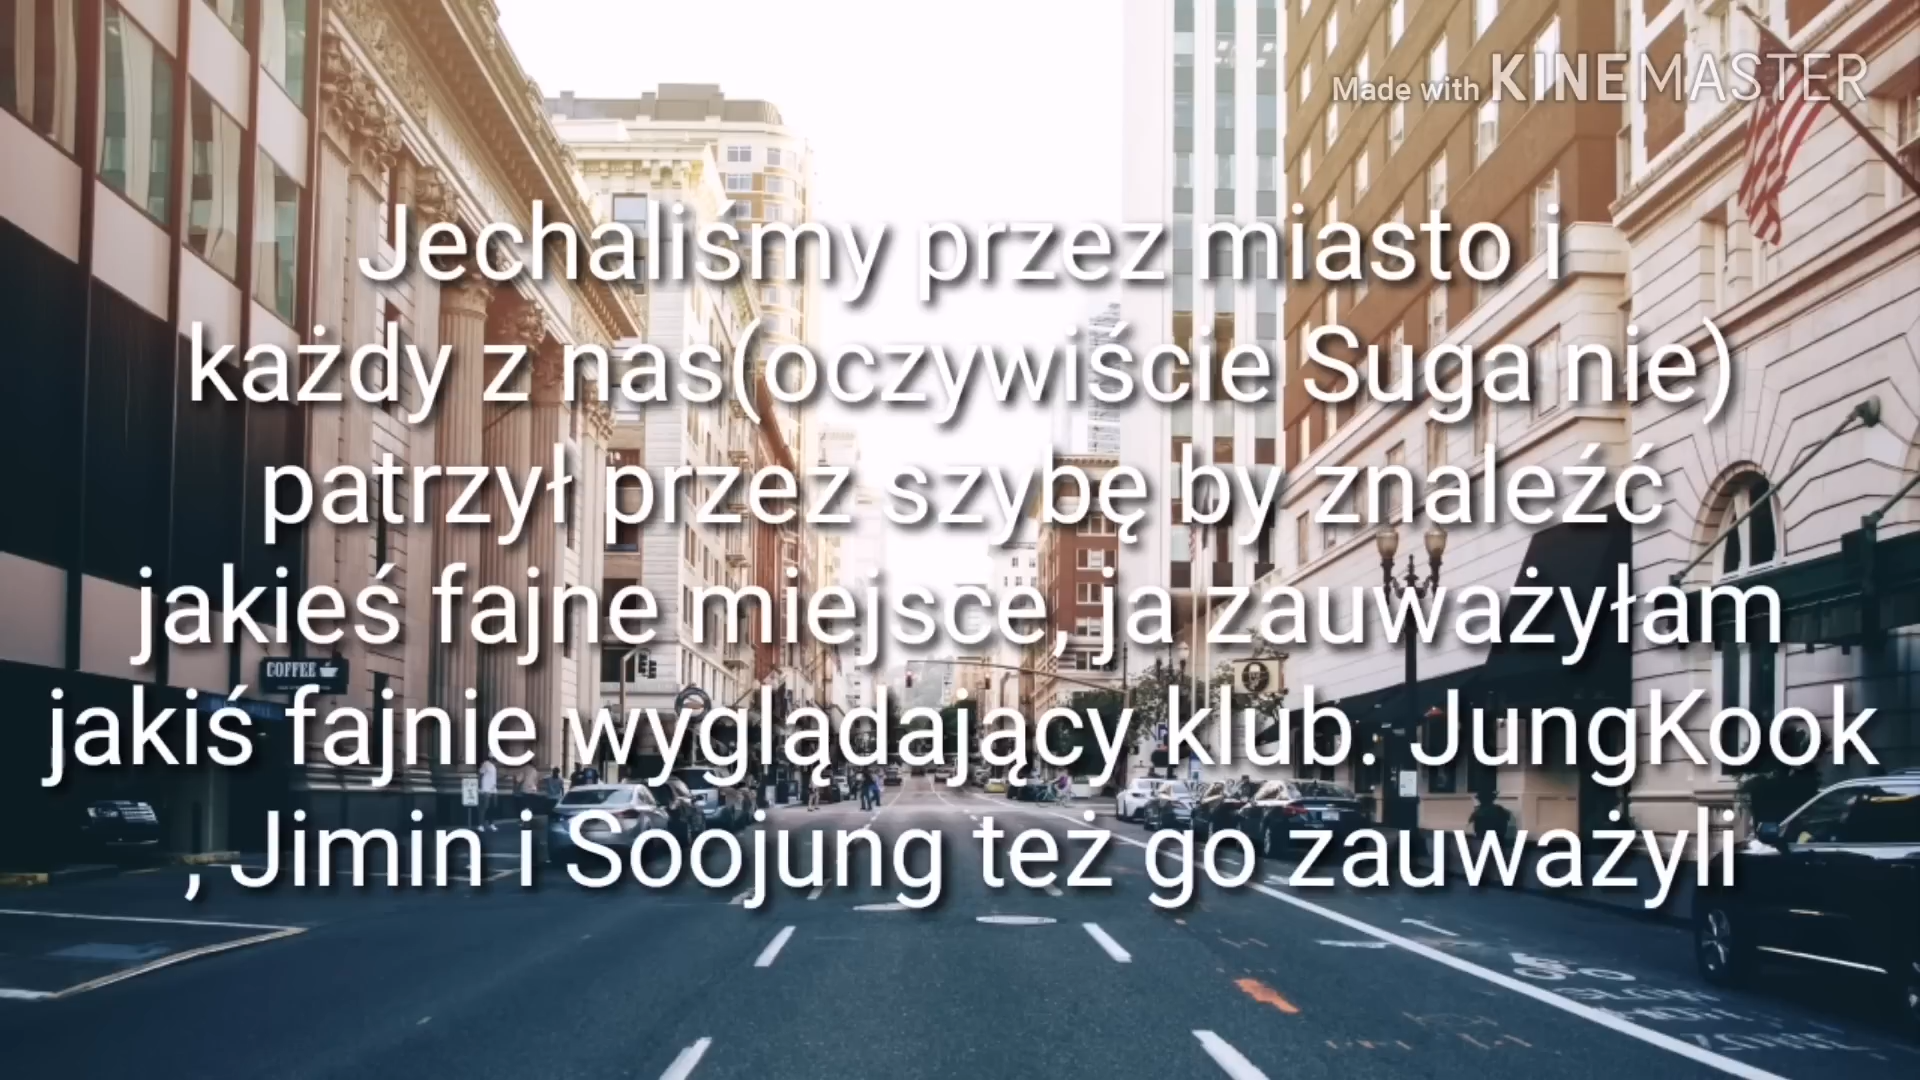 Made with KINEMASTER
Jechaliśmy przez miasto i
każdy z nas(oczywiście Suga nie)
patrzył przez szybę by znaleźć
jakieś fajne miejsce, ja zauważyłam
jakiś fajnie wyglądający klub. JungKook
, Jimin i Soojung też go zauważyli
COFFEE